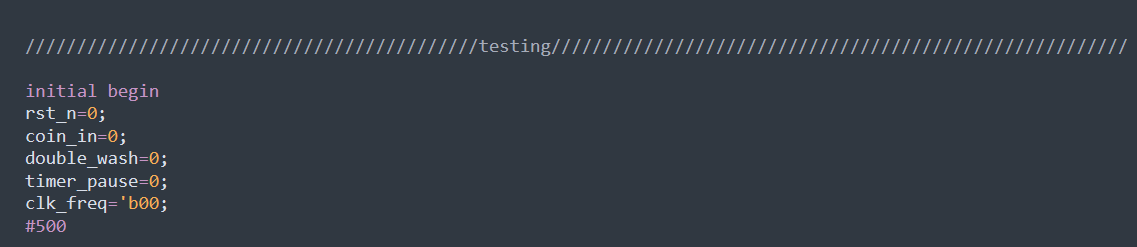 ////////////////////////////////////////////testing////////////////////////////////////////////////////////
initial begin
rst_n=0;
coin_in=0;
double_wash=0;
timer_pause=0;
clk_freq='b00;
#500